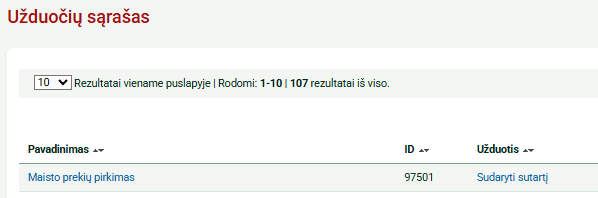 Užduočių sąrašas
10 Rezultatai viename puslapyje | Rodomi: 1-10 | 107 rezultatai iš viso.
Pavadinimas ID Užduotis
Maisto prekių pirkimas 97501 Sudaryti sutartį